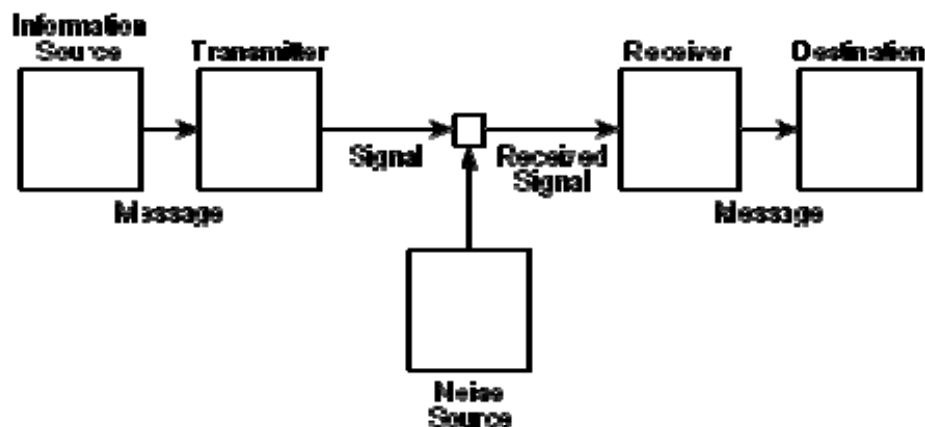 Information
Source
Transmitter
Receiver
Destination
Signal
Received
Signal
Message
Message
Noise
Source